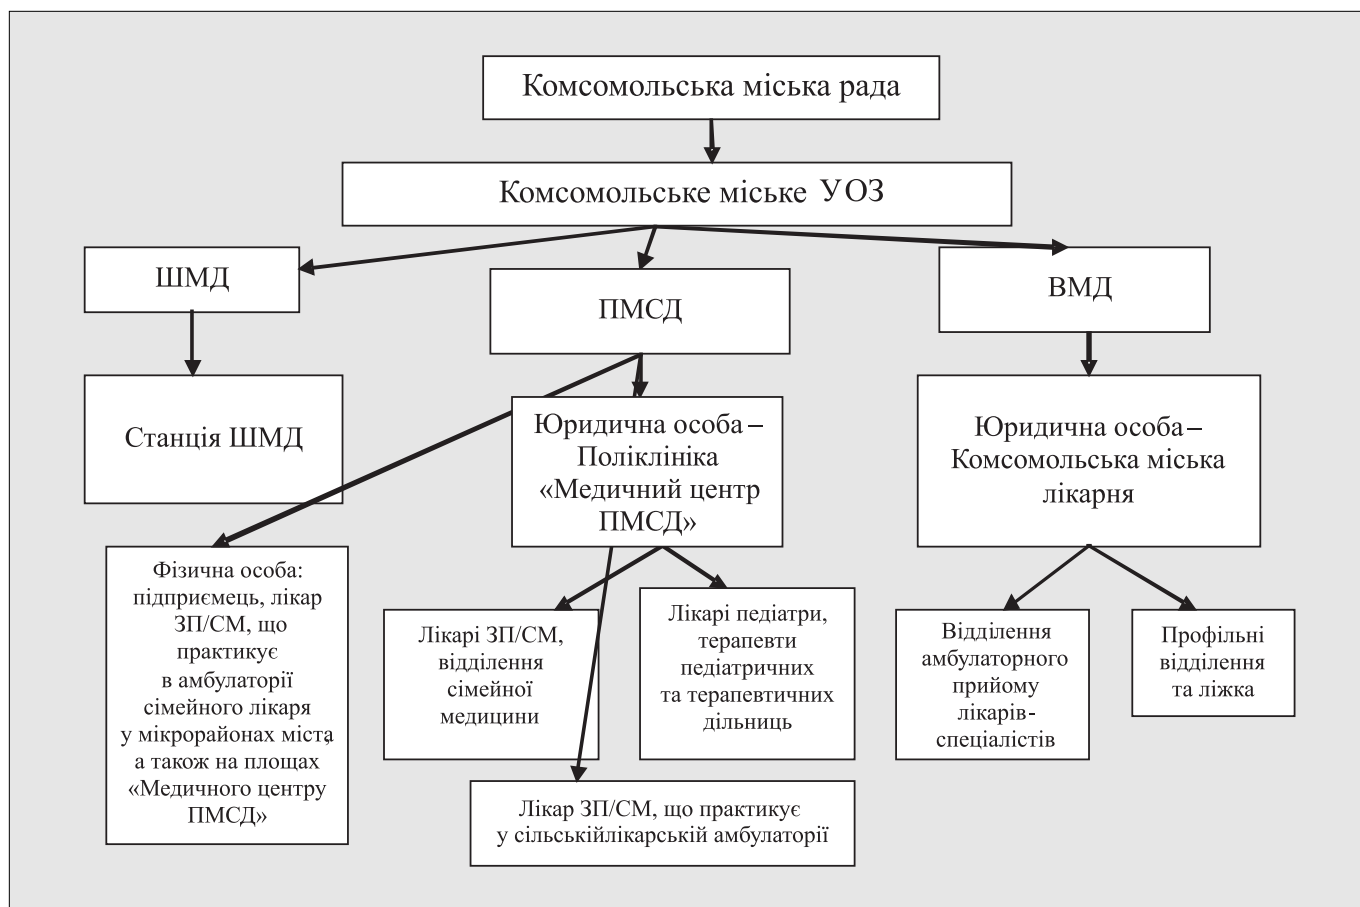 Комсомольська міська рада
Комсомольське міське УОЗ
ШМД
ПМСД
ВМД
Станція ШМД
Юридична особа –
Поліклініка
«Медичний центр
ПМСД»
Юридична особа –
Комсомольська міська
лікарня
Фізична особа:
підприємець, лікар
ЗП/СМ, що
практикує
в амбулаторії
сімейного лікаря
у мікрорайонах міста,
а також на площах
«Медичного центру
ПМСД»
Лікарі ЗП/СМ,
відділення
сімейної
медицини
Лікарі педіатри,
терапевти
педіатричних
та терапевтичних
дільниць
Відділення
амбулаторного
прийому
лікарів-
спеціалістів
Профільні
відділення
та ліжка
Лікар ЗП/СМ, що практикує
у сільськійлікарській амбулаторії